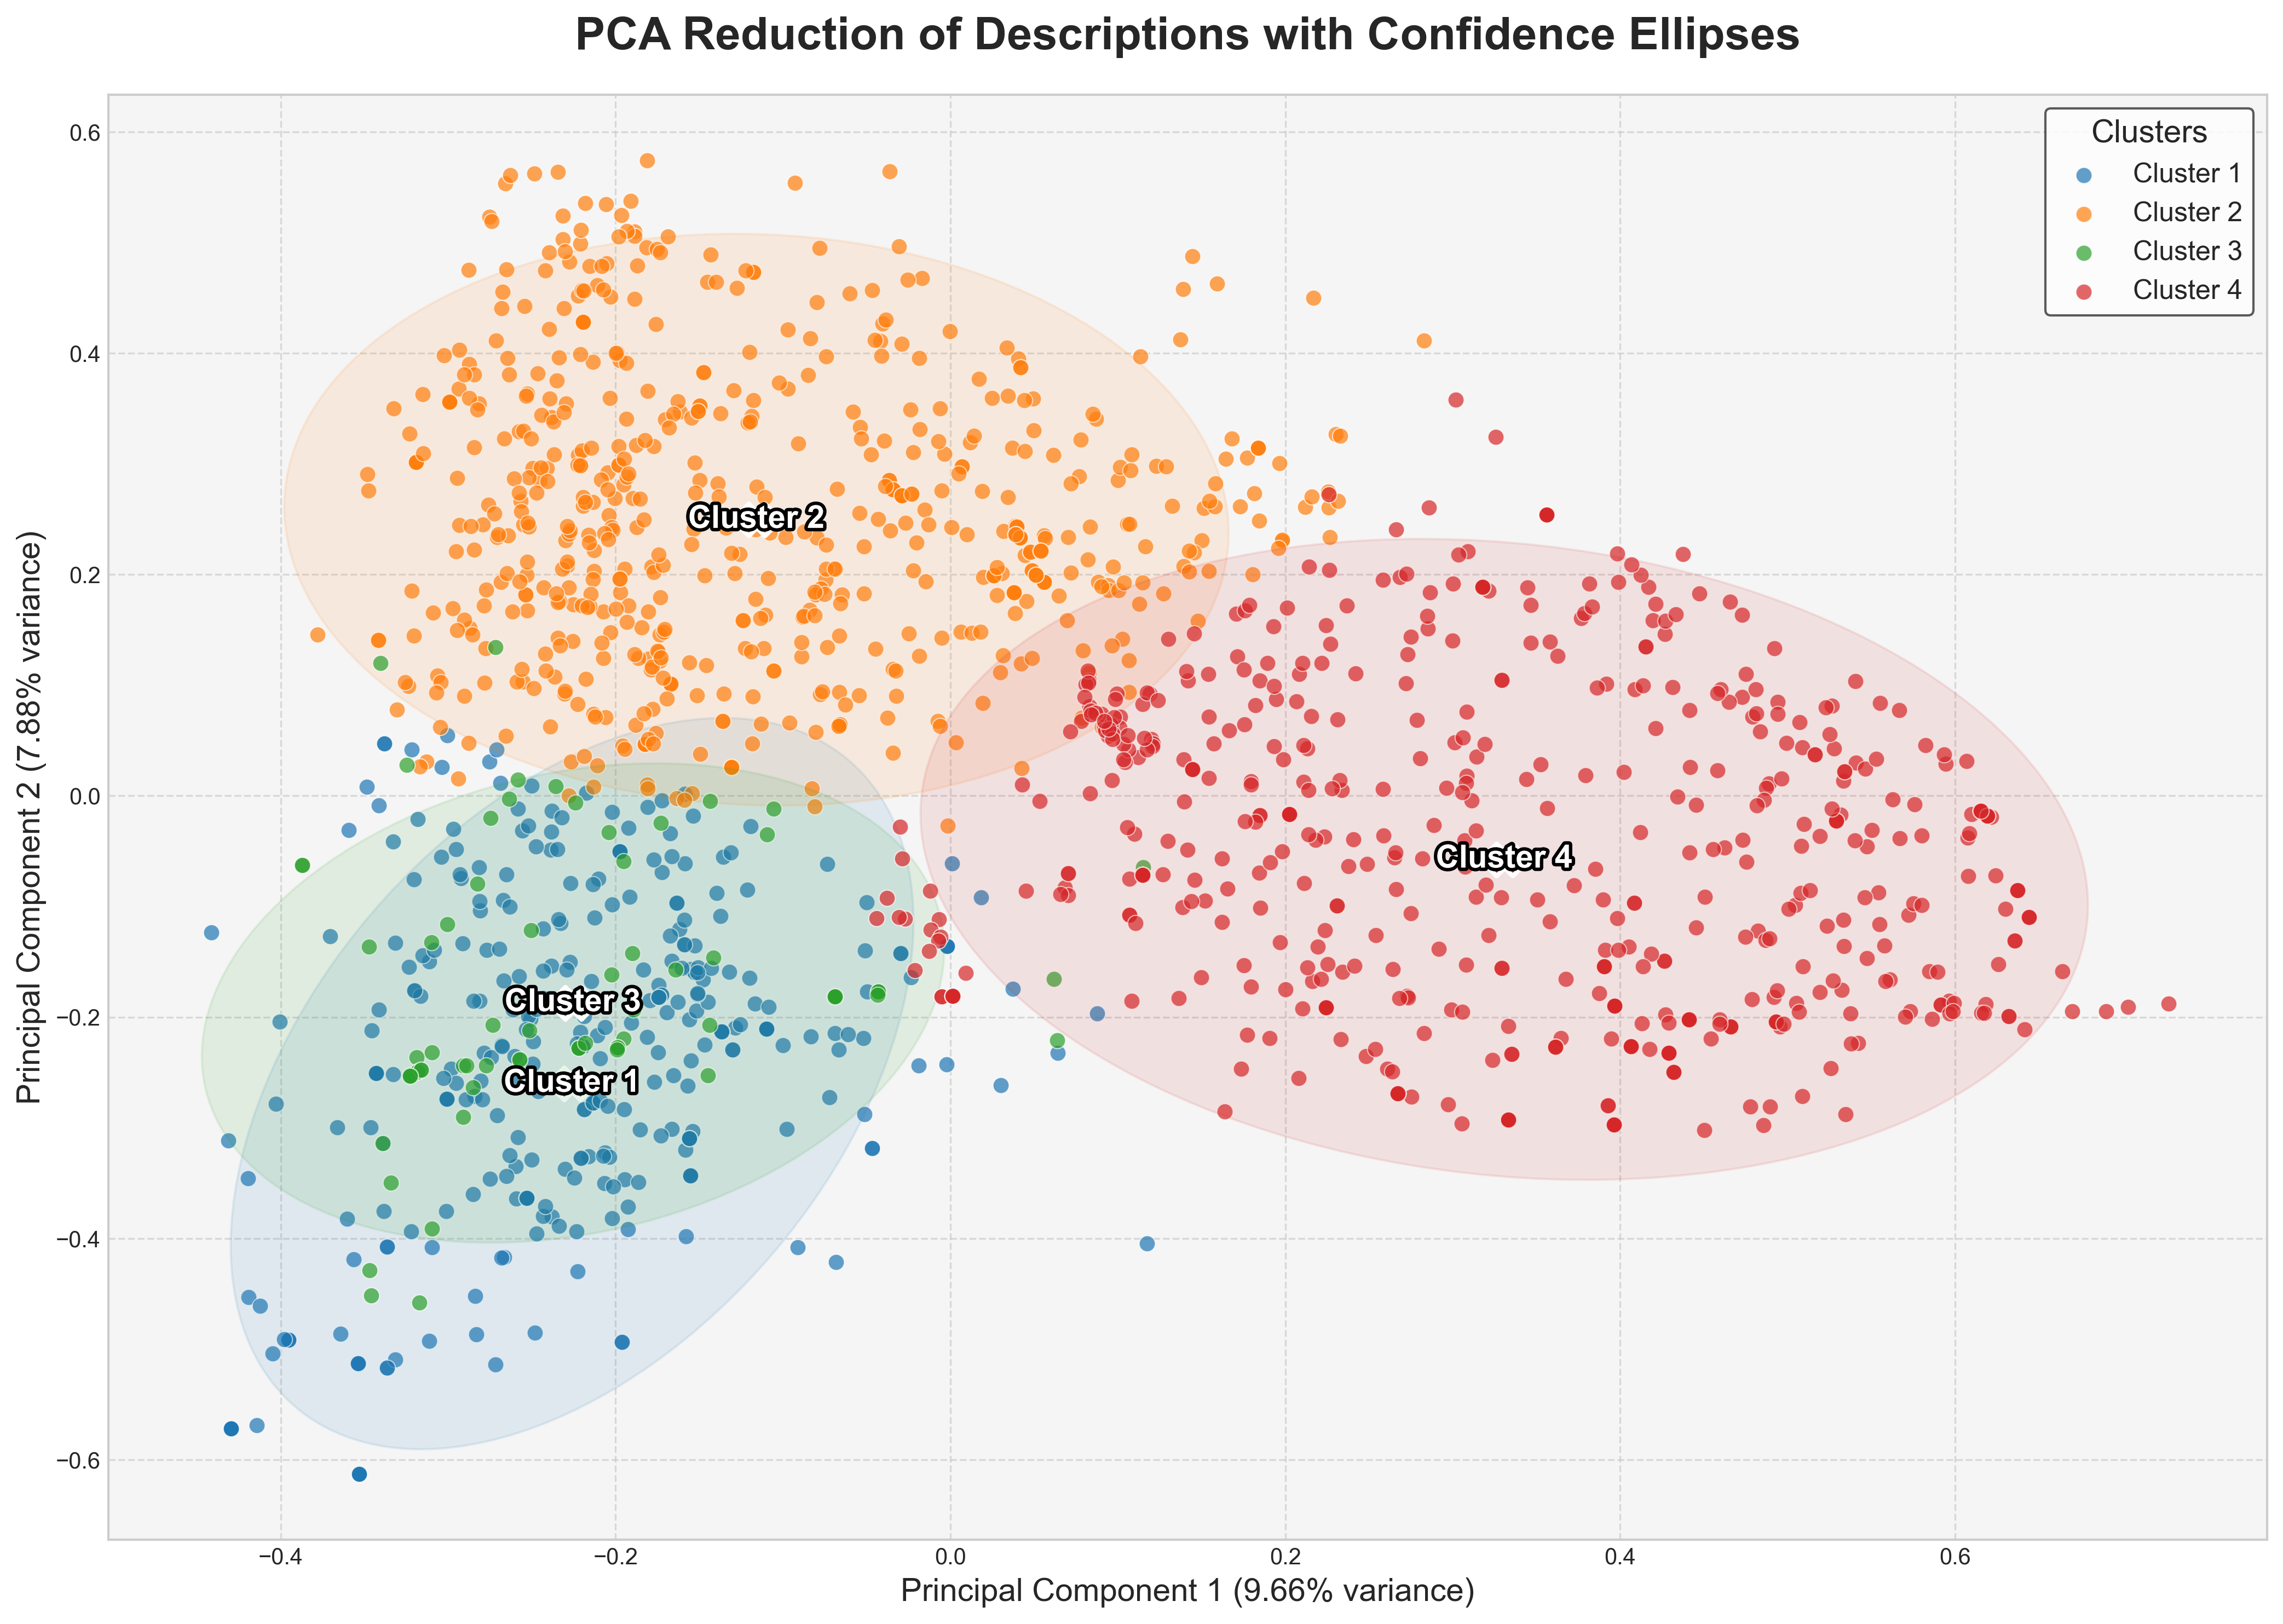 PCA Reduction of Descriptions with Confidence Ellipses
Clusters
Cluster 1
Cluster 2
Cluster 3
Cluster 4
0.6
0.4
0.2
0.0
−0.2
−0.4
−0.6
Principal Component 2 (7.88% variance)
Cluster 2
Cluster 4
Cluster 3
Cluster 1
−0.4
−0.2
0.0
0.2
0.4
0.6
Principal Component 1 (9.66% variance)